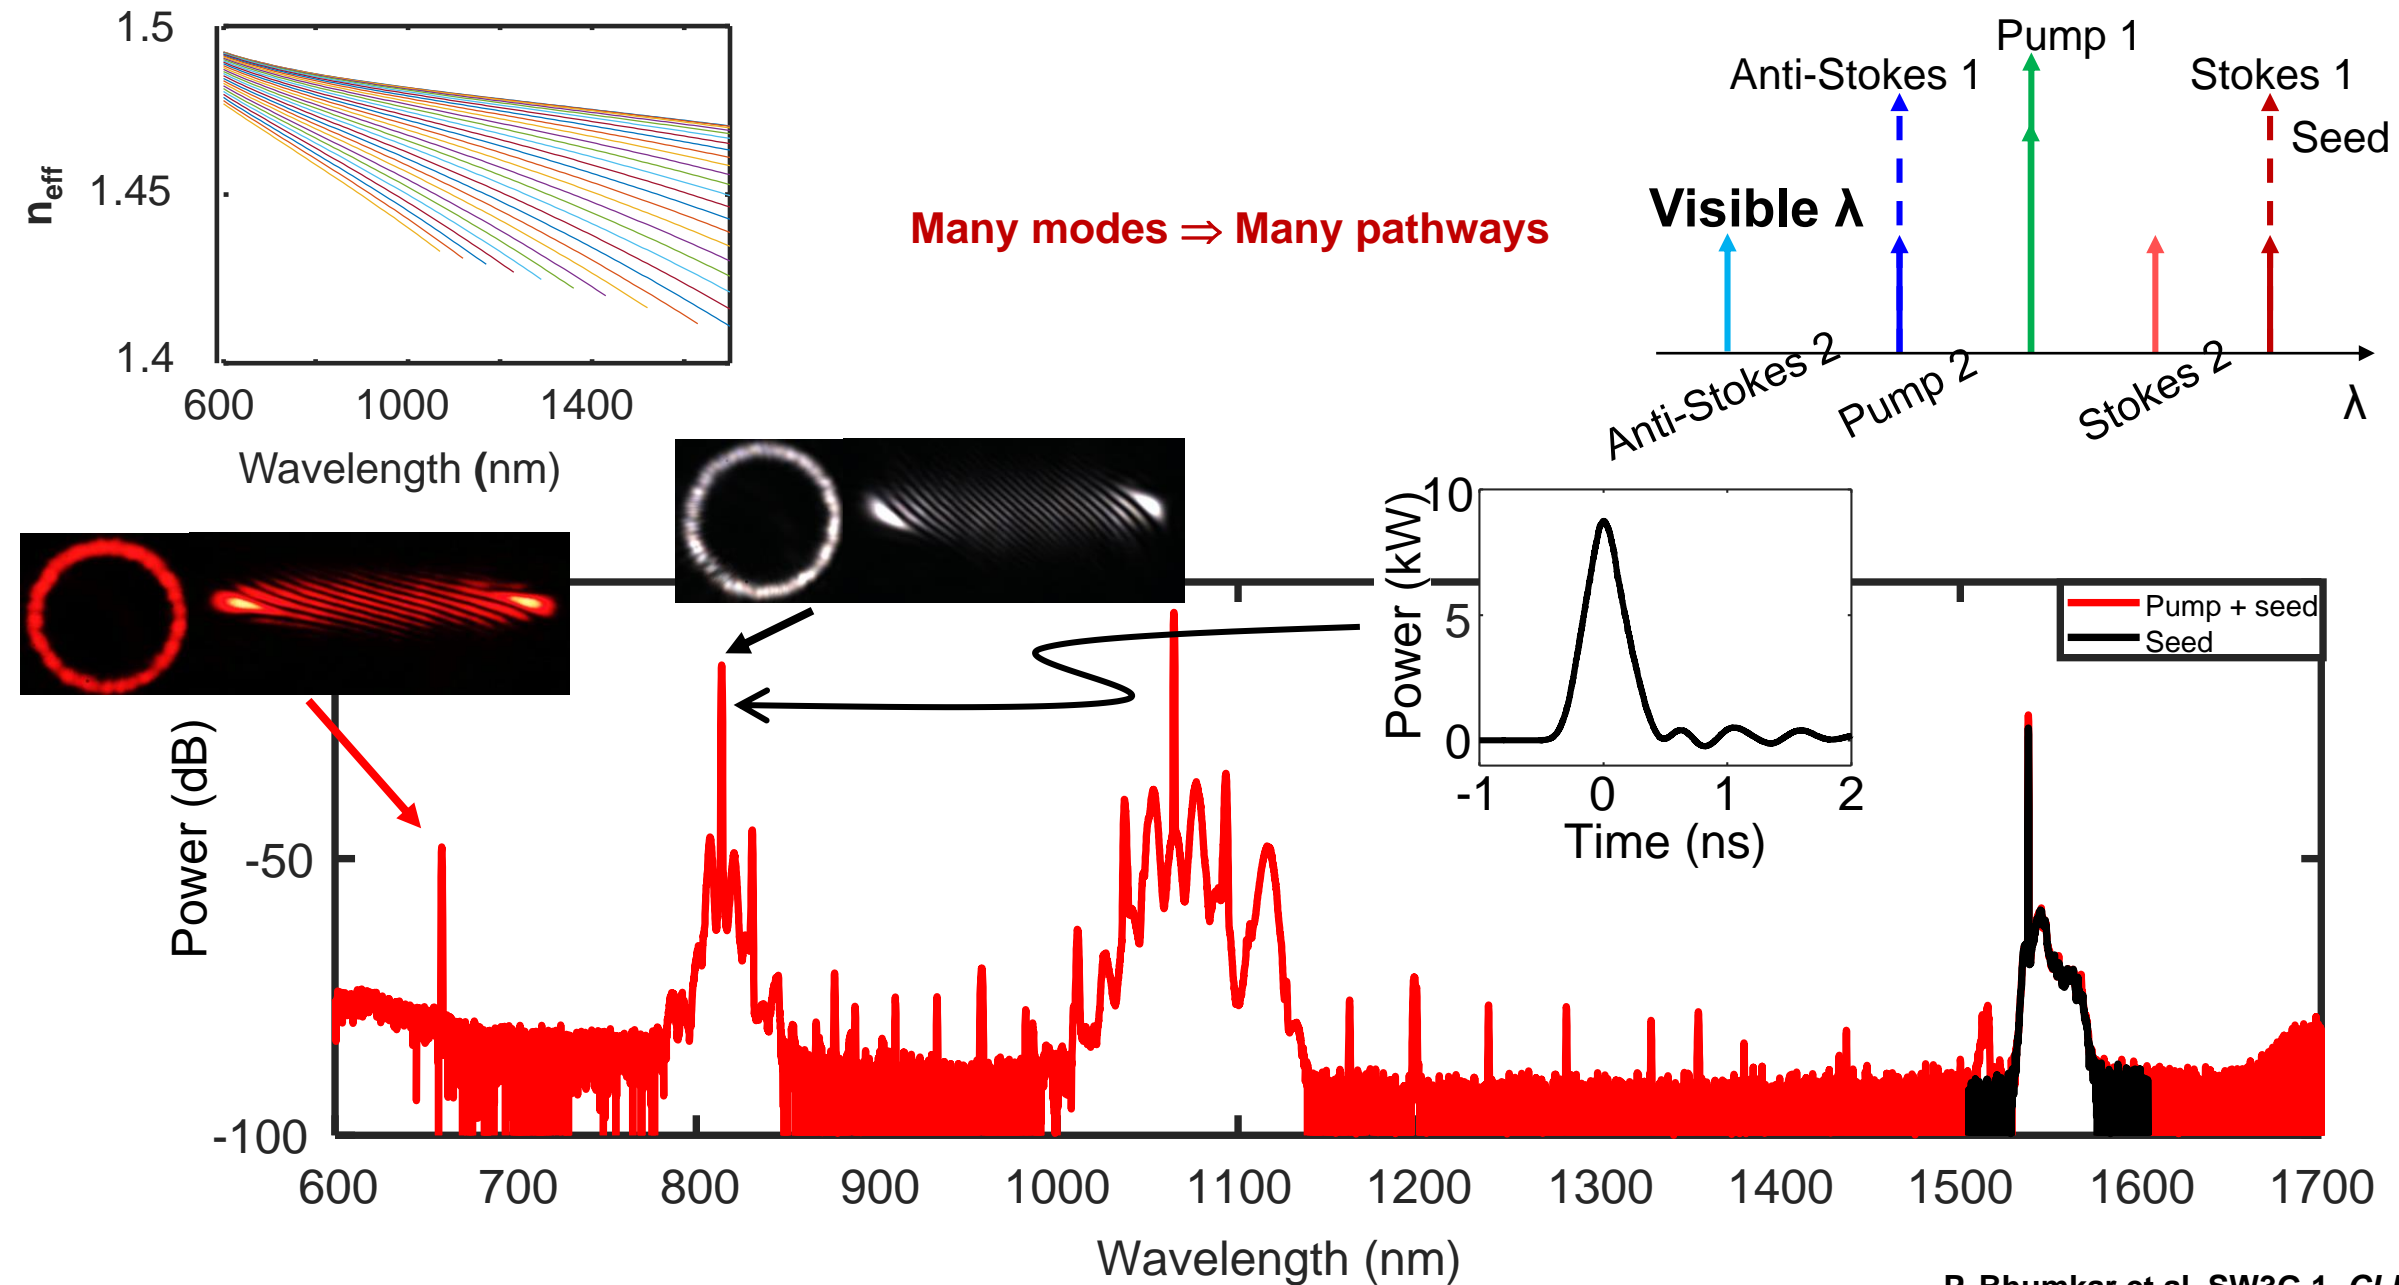 1.5
1.45
1.4
n_eff
600 1000 1400
Wavelength (nm)
Many modes ⇒ Many pathways
Pump 1
Anti-Stokes 1
Stokes 1
Seed
Visible λ
Anti-Stokes 2
Pump 2
Stokes 2
λ
10
5
0
Power (kW)
-1 0 1 2
Time (ns)
Pump + seed
Seed
Power (dB)
-50
-100
600 700 800 900 1000 1100 1200 1300 1400 1500 1600 1700
Wavelength (nm)